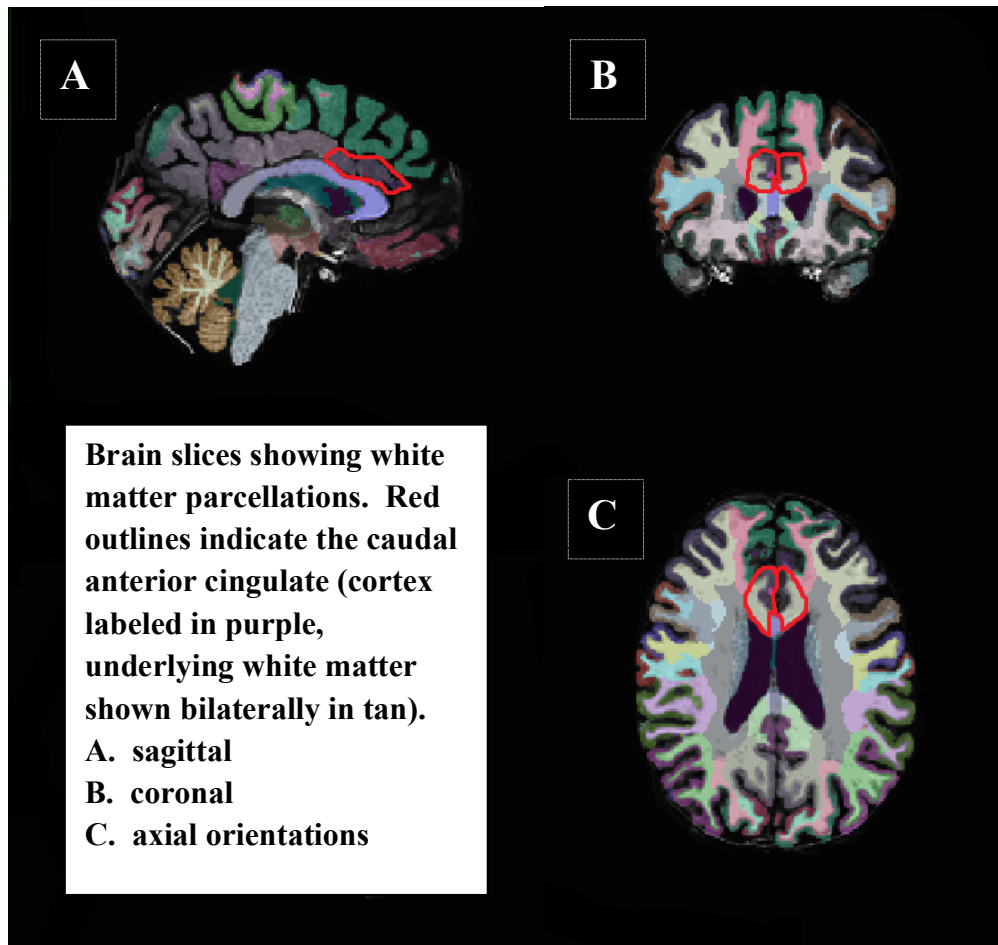 A
B
Brain slices showing white
matter parcellations. Red
outlines indicate the caudal
anterior cingulate (cortex
labeled in purple,
underlying white matter
shown bilaterally in tan).
A. sagittal
B. coronal
C. axial orientations
C